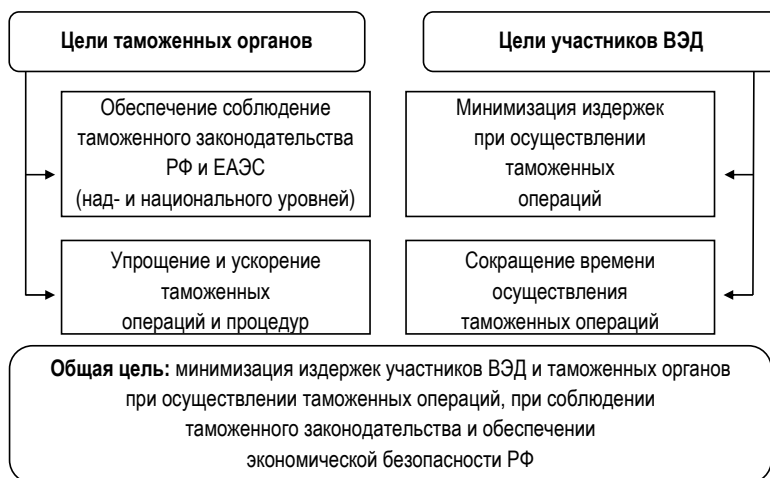 Цели таможенных органов
Цели участников ВЭД
Обеспечение соблюдение
таможенного законодательства
РФ и ЕАЭС
(над- и национального уровней)
Минимизация издержек
при осуществлении
таможенных
операций
Упрощение и ускорение
таможенных
операций и процедур
Сокращение времени
осуществления
таможенных операций
Общая цель: минимизация издержек участников ВЭД и таможенных органов
при осуществлении таможенных операций, при соблюдении
таможенного законодательства и обеспечении
экономической безопасности РФ